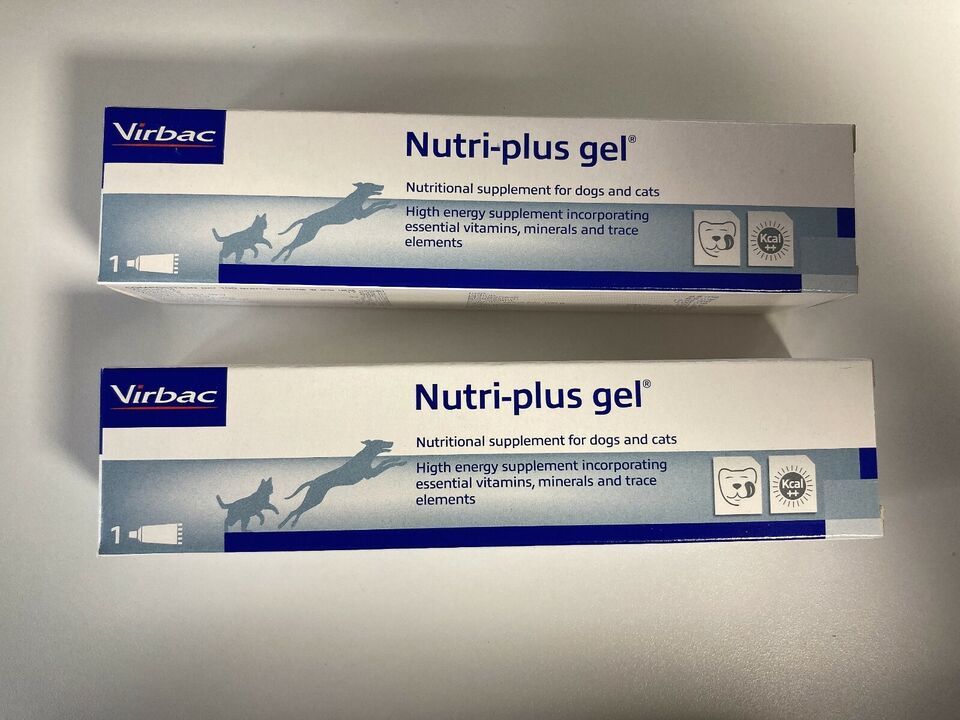 Virbac
Nutri-plus gel®
Nutritional supplement for dogs and cats
Higth energy supplement incorporating
essential vitamins, minerals and trace
elements
Kcal
++
1
Virbac
Nutri-plus gel®
Nutritional supplement for dogs and cats
Higth energy supplement incorporating
essential vitamins, minerals and trace
elements
Kcal
++
1